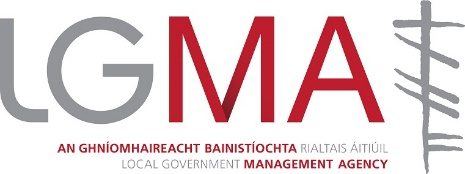 LGMA
AN GHNÍOMHAIREACHT BAINISTÍOCHTA RIALTAIS ÁITIÚIL
LOCAL GOVERNMENT MANAGEMENT AGENCY